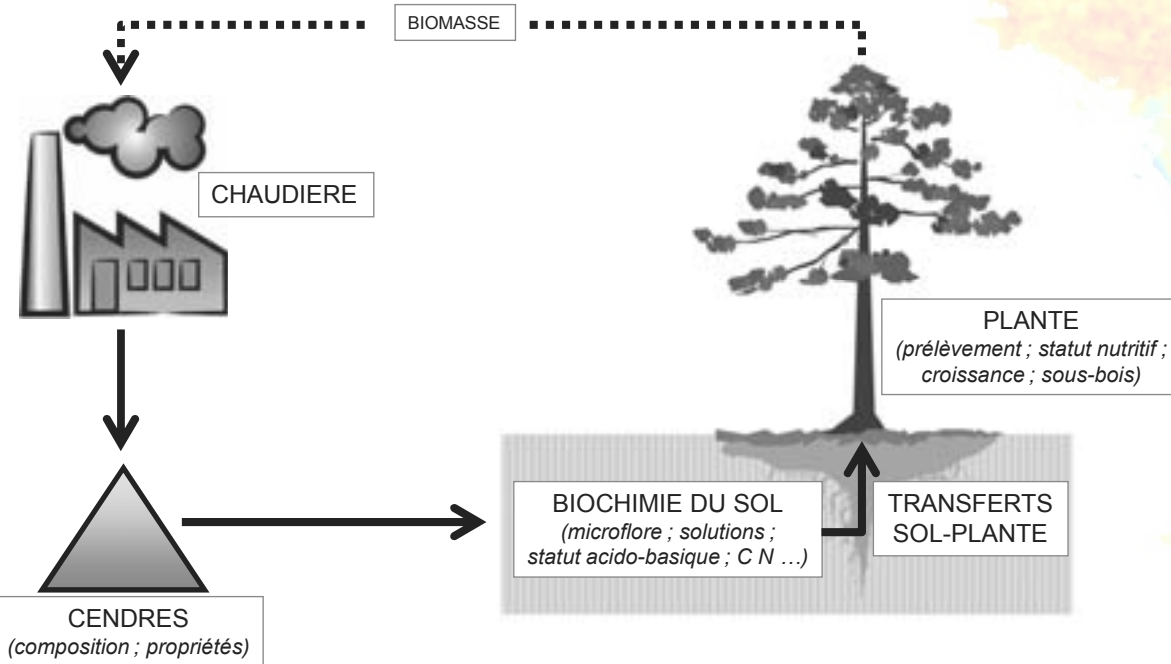 BIOMASSE
CHAUDIERE
PLANTE
(prélèvement ; statut nutritif ;
croissance ; sous-bois)
BIOCHIMIE DU SOL
(microflore ; solutions ;
statut acido-basique ; C N ...)
TRANSFERTS
SOL-PLANTE
CENDRES
(composition ; propriétés)